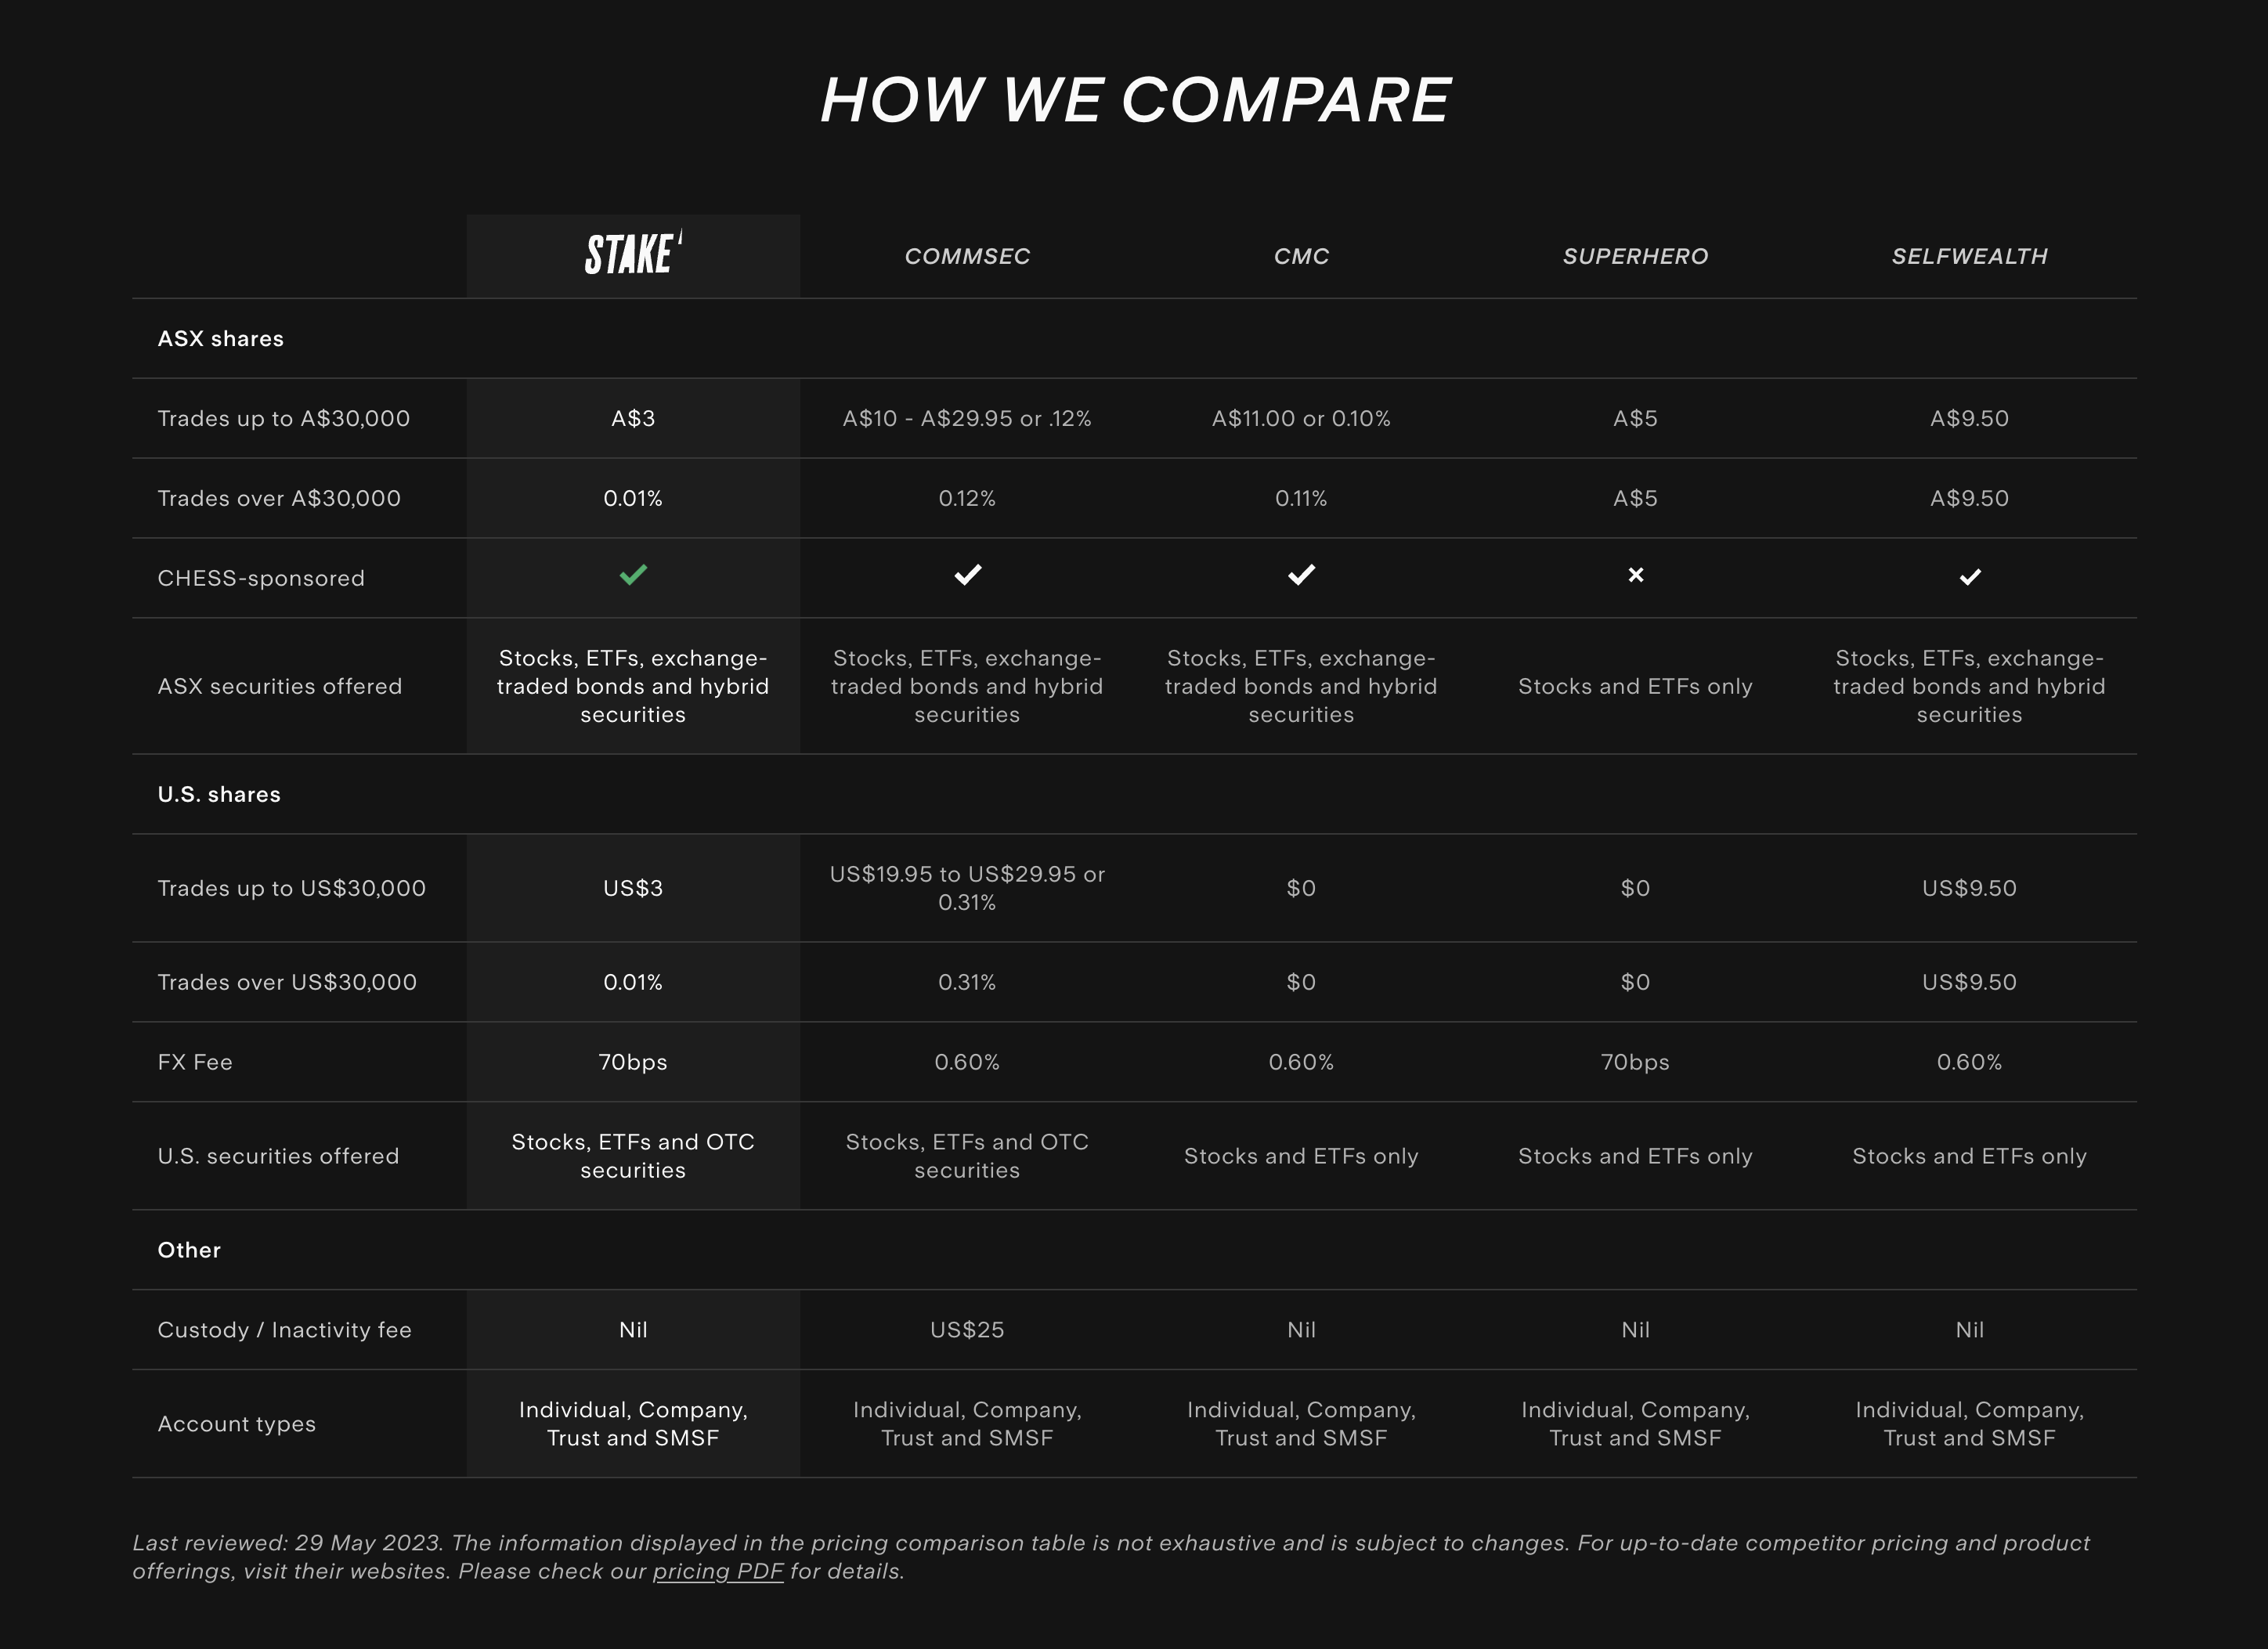 HOW WE COMPARE
STAKE COMMSEC CMC SUPERHERO SELFWEALTH
ASX shares
Trades up to A$30,000 A$3 A$10 - A$29.95 or .12% A$11.00 or 0.10% A$5 A$9.50
Trades over A$30,000 0.01% 0.12% 0.11% A$5 A$9.50
CHESS-sponsored
Stocks, ETFs, exchange- Stocks, ETFs, exchange- Stocks, ETFs, exchange- Stocks, ETFs, exchange-
ASX securities offered traded bonds and hybrid traded bonds and hybrid traded bonds and hybrid Stocks and ETFs only traded bonds and hybrid
securities securities securities securities
U.S. shares
US$19.95 to US$29.95 or
Trades up to US$30,000 US$3 $0 $0 US$9.50
0.31%
Trades over US$30,000 0.01% 0.31% $0 $0 US$9.50
FX Fee 70bps 0.60% 0.60% 70bps 0.60%
Stocks, ETFs and OTC Stocks, ETFs and OTC
U.S. securities offered Stocks and ETFs only Stocks and ETFs only Stocks and ETFs only
securities securities
Other
Custody / Inactivity fee Nil US$25 Nil Nil Nil
Individual, Company, Individual, Company, Individual, Company, Individual, Company, Individual, Company,
Account types
Trust and SMSF Trust and SMSF Trust and SMSF Trust and SMSF Trust and SMSF
Last reviewed: 29 May 2023. The information displayed in the pricing comparison table is not exhaustive and is subject to changes. For up-to-date competitor pricing and product
offerings, visit their websites. Please check our pricing PDF for details.